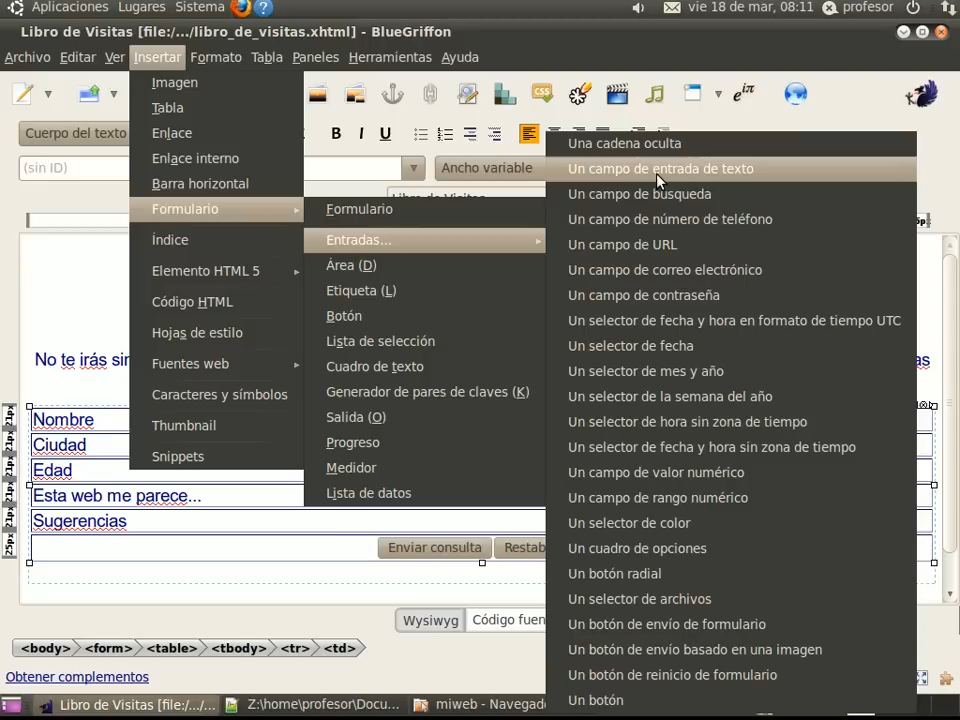 Aplicaciones Lugares Sistema ? vie 18 de mar, 08:11 profesor
Libro de Visitas [file:/.../libro_de_visitas.xhtml] - BlueGriffon
Archivo Editar Ver Insertar Formato Tabla Paneles Herramientas Ayuda
Imagen
Tabla
Enlace
Enlace interno
Barra horizontal
Formulario
Índice
Elemento HTML 5
Código HTML
Hojas de estilo
Fuentes web
Caracteres y símbolos
Thumbnail
Snippets
CSS
Cuerpo del texto
B I U
(sin ID)
Ancho variable
Formulario
Entradas...
Área (D)
Etiqueta (L)
Botón
Lista de selección
Cuadro de texto
Generador de pares de claves (K)
Salida (O)
Progreso
Medidor
Lista de datos
Una cadena oculta
Un campo de entrada de texto
Un campo de búsqueda
Un campo de número de teléfono
Un campo de URL
Un campo de correo electrónico
Un campo de contraseña
Un selector de fecha y hora en formato de tiempo UTC
Un selector de fecha
Un selector de mes y año
Un selector de la semana del año
Un selector de hora sin zona de tiempo
Un selector de fecha y hora sin zona de tiempo
Un campo de valor numérico
Un campo de rango numérico
Un selector de color
Un cuadro de opciones
Un botón radial
Un selector de archivos
Un botón de envío de formulario
Un botón de envío basado en una imagen
Un botón de reinicio de formulario
Un botón
No te irás sin
as
Nombre
Ciudad
Edad
Esta web me parece...
Sugerencias
21px
21px
21px
21px
25px
Enviar consulta Restab
Wysiwyg Código fuen
<body> <form> <table> <tbody> <tr> <td>
Obtener complementos
Libro de Visitas [file:/.../... Z:\home\profesor\Docu... miweb - Navegado